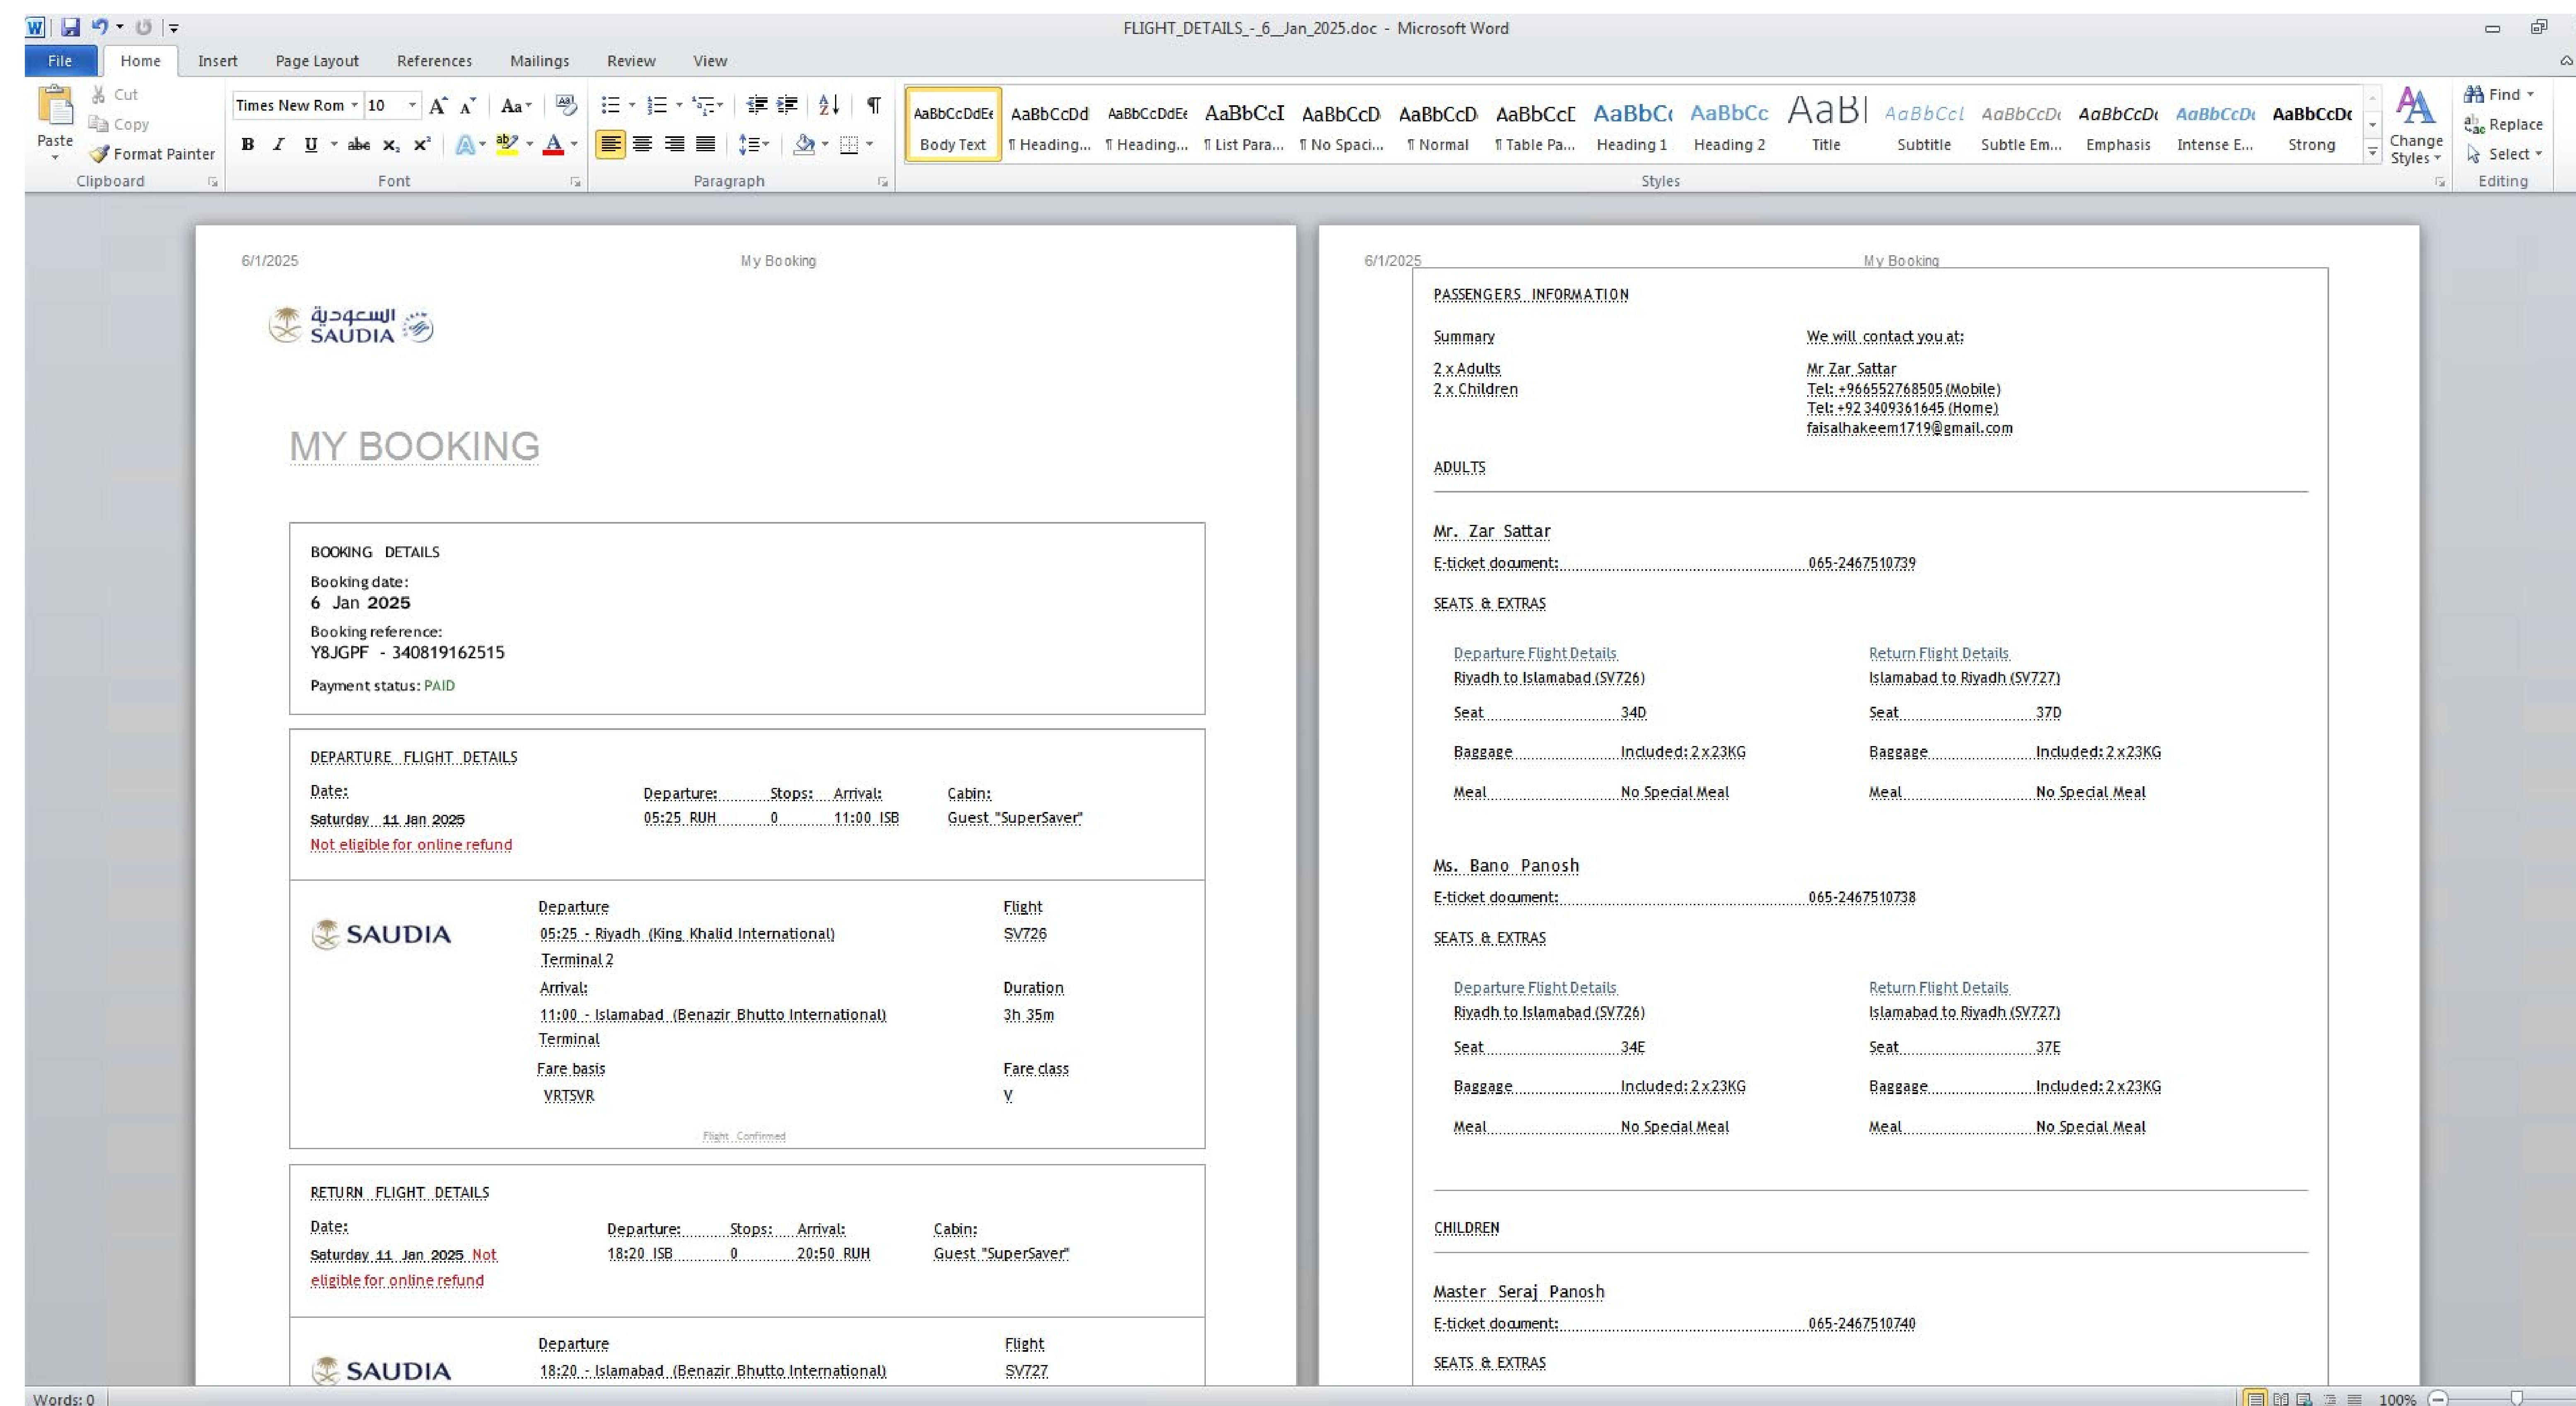 FLIGHT_DETAILS_-_6__Jan_2025.doc - Microsoft Word
File Home Insert Page Layout References Mailings Review View
Cut
Copy
Format Painter
Paste
Clipboard
Times New Rom 10
Font
Paragraph
AaBbCcDdEe AaBbCcDd AaBbCcDdEe AaBbCcI AaBbCcD AaBbCcD AaBbCcE AaBbC AaBbCc AaBl AaBbCcL AaBbCcD AaBbCcD AaBbCcD AaBbCcDc
Body Text ¶ Heading... ¶ Heading... ¶ List Para... ¶ No Spaci... ¶ Normal ¶ Table Pa... Heading 1 Heading 2 Title Subtitle Subtle Em... Emphasis Intense E... Strong
Styles
Change
Styles
Find
Replace
Select
Editing
6/1/2025 My Booking
السعودية
SAUDIA
MY BOOKING
BOOKING DETAILS
Booking date:
6 Jan 2025
Booking reference:
Y8JGPF - 340819162515
Payment status: PAID
DEPARTURE FLIGHT DETAILS
Date: Departure: Stops: Arrival: Cabin:
Saturday 11 Jan 2025 05:25 RUH 0 11:00 ISB Guest "SuperSaver"
Not eligible for online refund
Departure Flight
SAUDIA 05:25 - Riyadh (King Khalid International) SV726
Terminal 2
Arrival: Duration
11:00 - Islamabad (Benazir Bhutto International) 3h 35m
Terminal
Fare basis Fare class
VRTSVR V
Flight Confirmed
RETURN FLIGHT DETAILS
Date: Departure: Stops: Arrival: Cabin:
Saturday 11 Jan 2025 Not 18:20 ISB 0 20:50 RUH Guest "SuperSaver"
eligible for online refund
Departure Flight
SAUDIA 18:20 - Islamabad (Benazir Bhutto International) SV727
6/1/2025 My Booking
PASSENGERS INFORMATION
Summary We will contact you at:
2 x Adults Mr Zar Sattar
2 x Children Tel: +966552768505 (Mobile)
Tel: +92 3409361645 (Home)
faisalhakeem1719@gmail.com
ADULTS
Mr. Zar Sattar
E-ticket document: 065-2467510739
SEATS & EXTRAS
Departure Flight Details Return Flight Details
Riyadh to Islamabad (SV726) Islamabad to Riyadh (SV727)
Seat 34D Seat 37D
Baggage Included: 2 x 23KG Baggage Included: 2 x 23KG
Meal No Special Meal Meal No Special Meal
Ms. Bano Panosh
E-ticket document: 065-2467510738
SEATS & EXTRAS
Departure Flight Details Return Flight Details
Riyadh to Islamabad (SV726) Islamabad to Riyadh (SV727)
Seat 34E Seat 37E
Baggage Included: 2 x 23KG Baggage Included: 2 x 23KG
Meal No Special Meal Meal No Special Meal
CHILDREN
Master Seraj Panosh
E-ticket document: 065-2467510740
SEATS & EXTRAS
Words: 0 100%